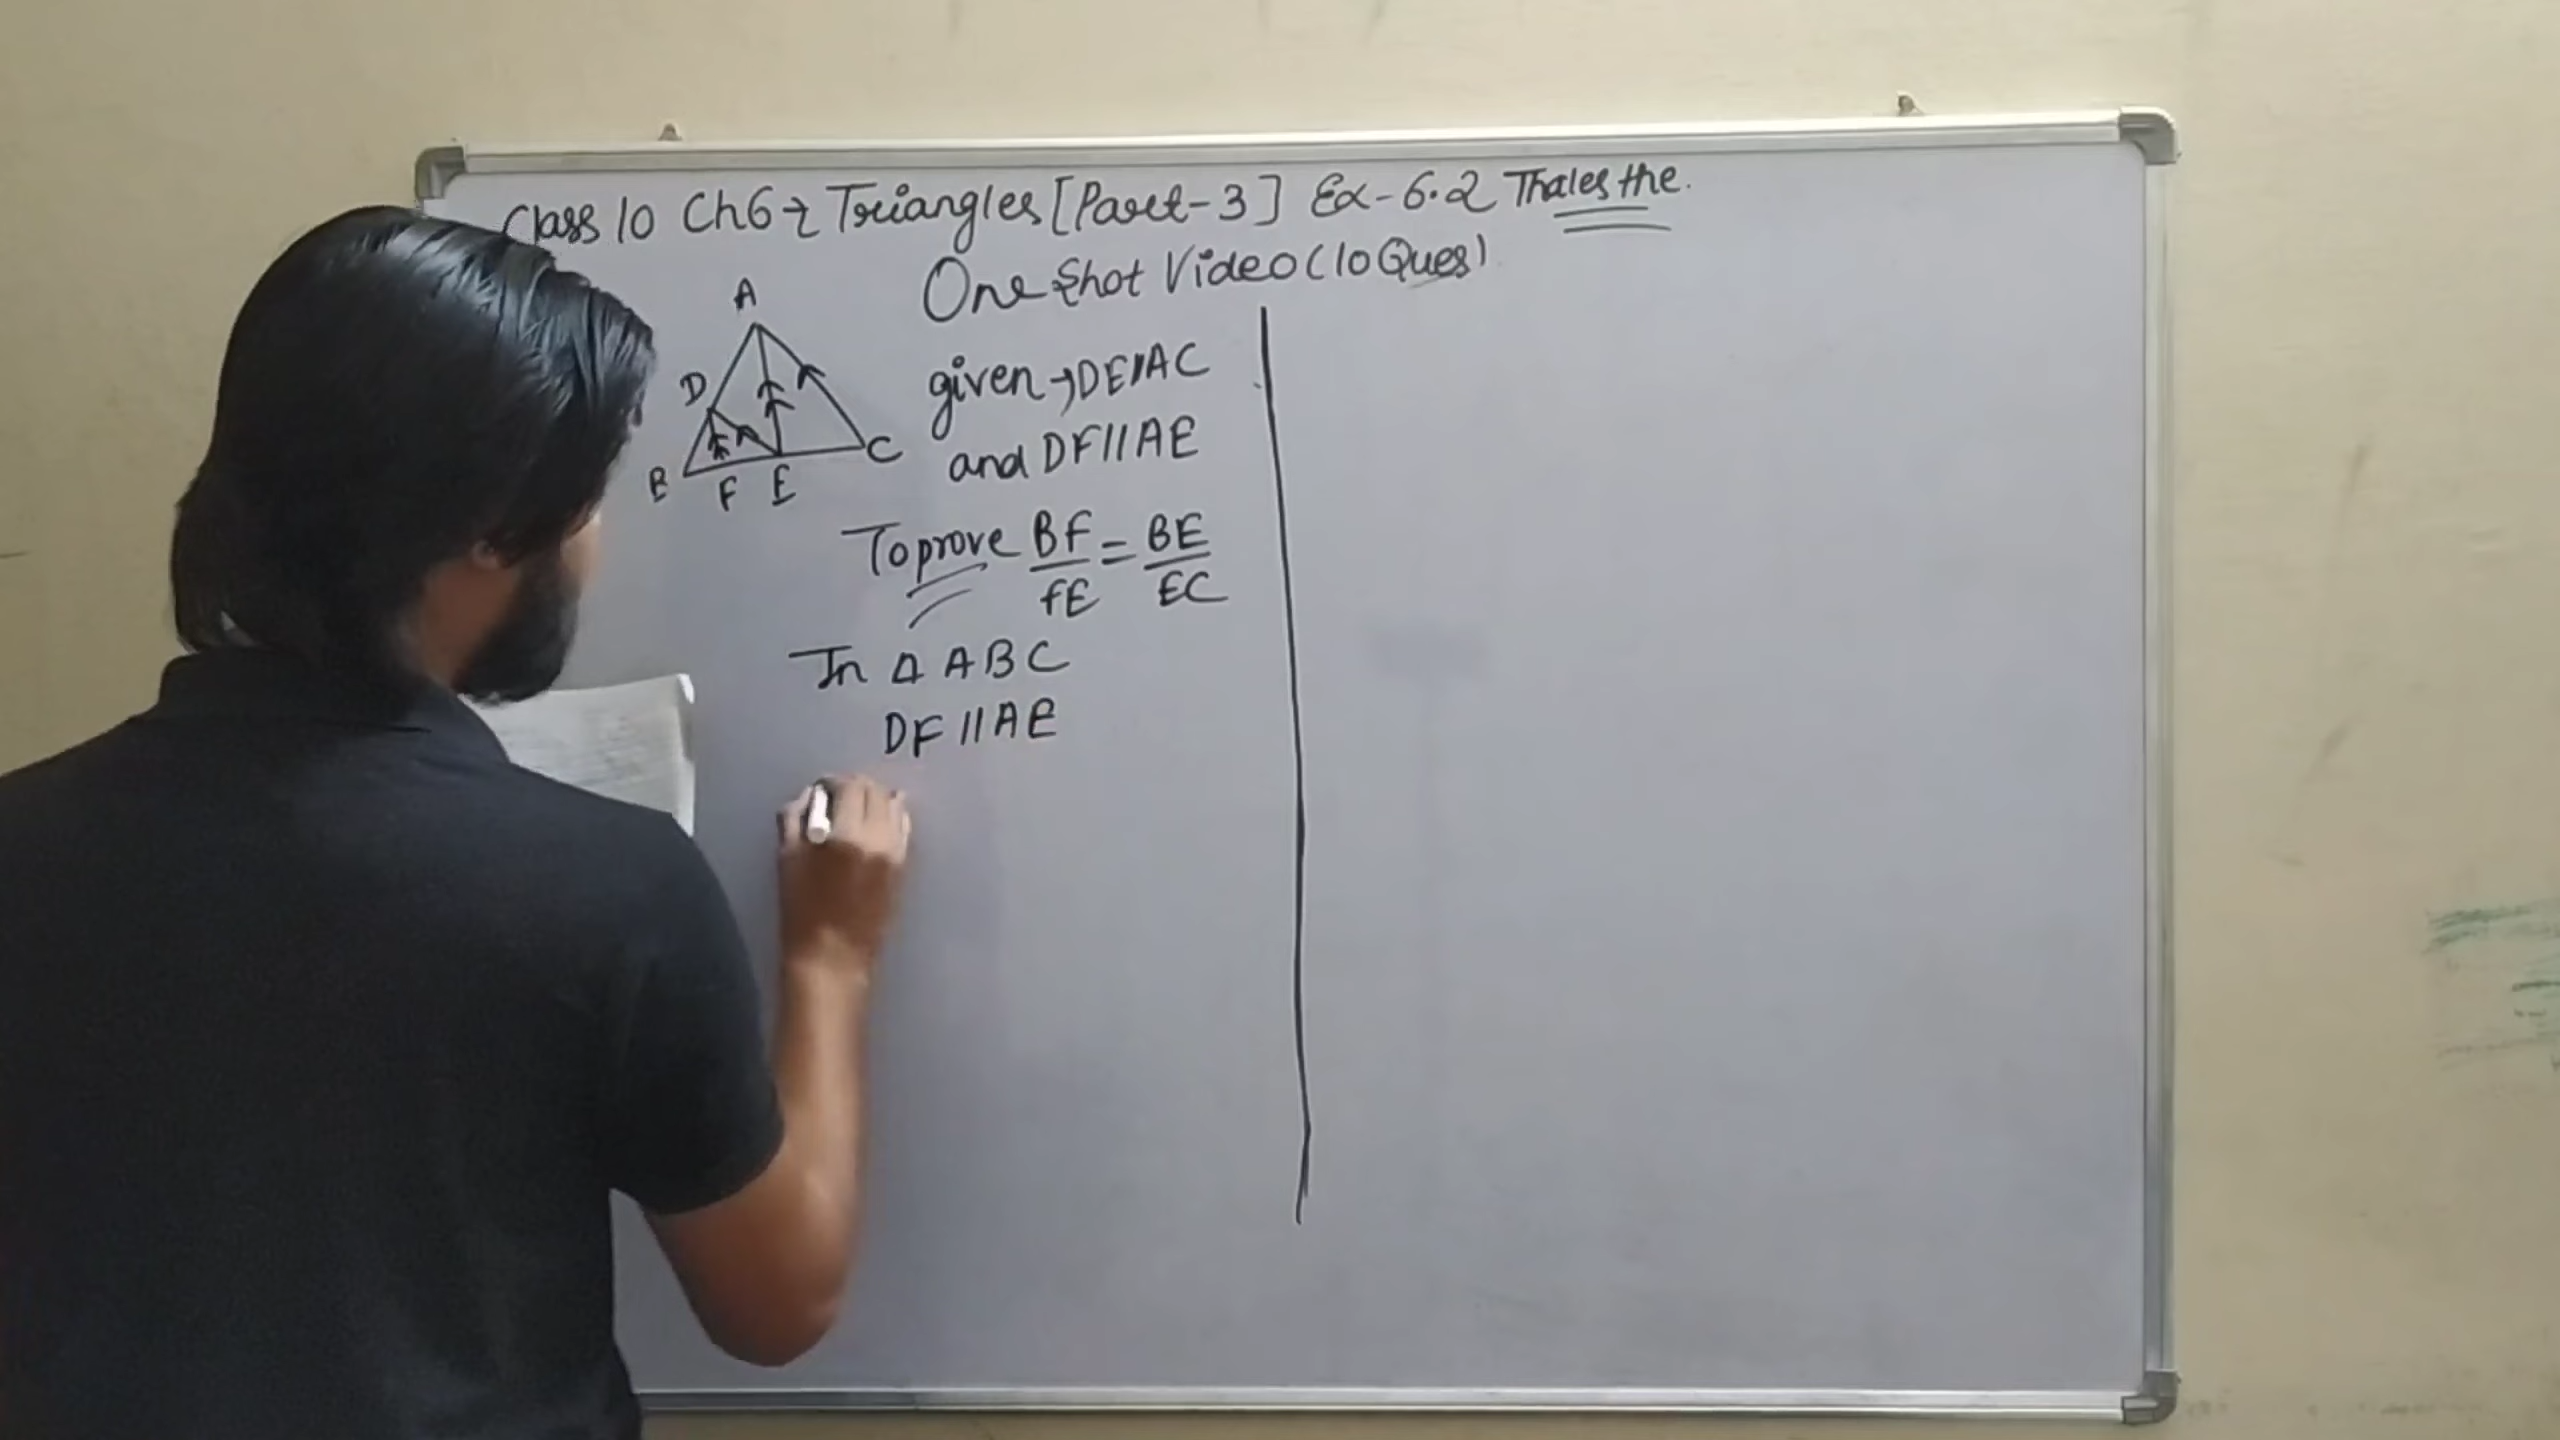 Class 10 Ch6→ Triangles [Part-3] Ex-6.2 Thales the.
One Shot Video (10 Ques)
A
D
B F E C
given → DE||AC
and DF||AE
To prove BF/FE = BE/EC
In Δ ABC
DF||AE